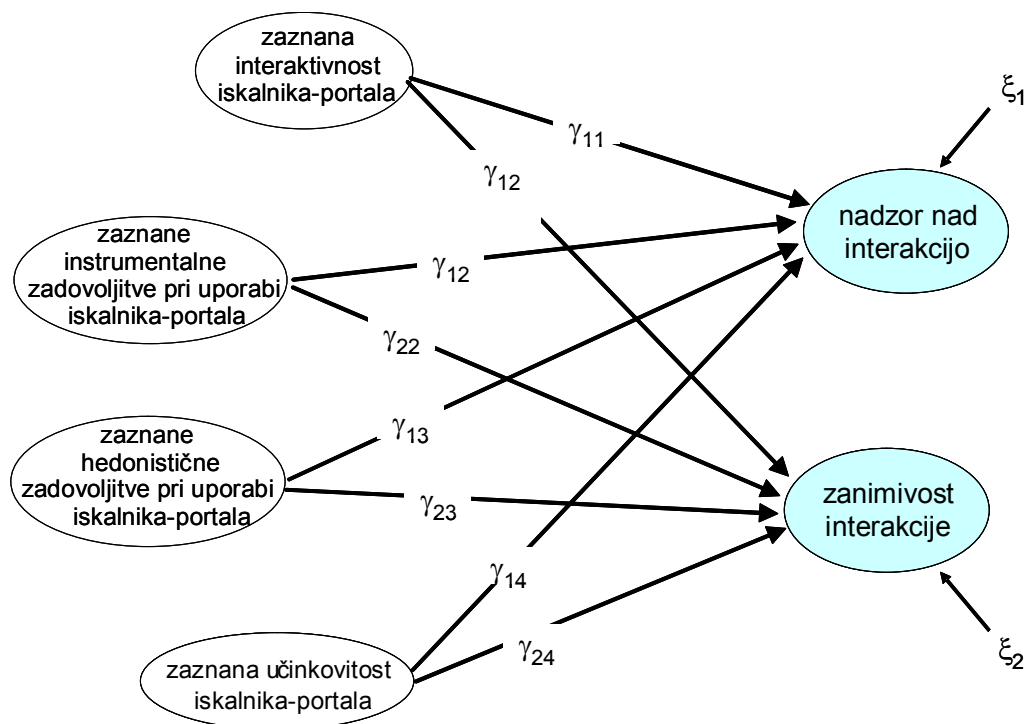 zaznana
interaktivnost
iskalnika-portala
γ11
γ12
ξ1
nadzor nad
interakcijo
zaznane
instrumentalne
zadovoljitve pri uporabi
iskalnika-portala
γ12
γ22
zaznane
hedonistične
zadovoljitve pri uporabi
iskalnika-portala
γ13
γ23
zanimivost
interakcije
γ14
γ24
ξ2
zaznana učinkovitost
iskalnika-portala